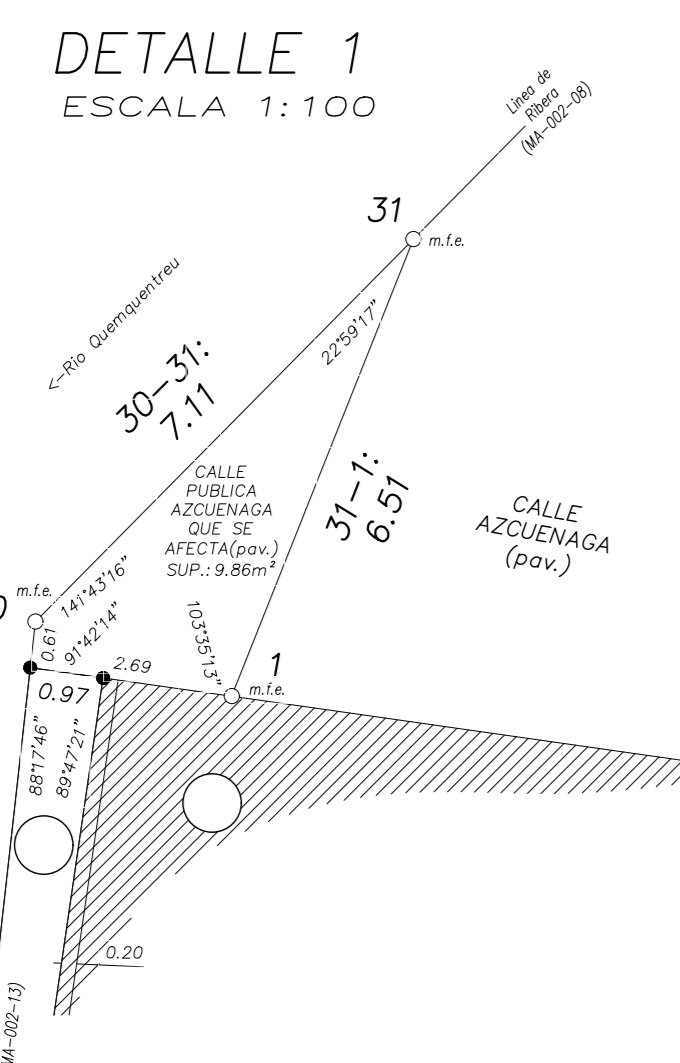 DETALLE 1
ESCALA 1:100
Linea de
Ribera
(MA-002-08)
31
m.f.e.
22°59'17"
<—Rio Quemquentreu
30-31:
7.11
31-1:
6.51
CALLE
PUBLICA
AZCUENAGA
QUE SE
AFECTA(pav.)
SUP.: 9.86m²
CALLE
AZCUENAGA
(pav.)
m.f.e.
141°43'16"
0.61
91°42'14"
103°35'13"
1
m.f.e.
2.69
0.97
88°17'46"
89°47'21"
0.20
MA-002-13)